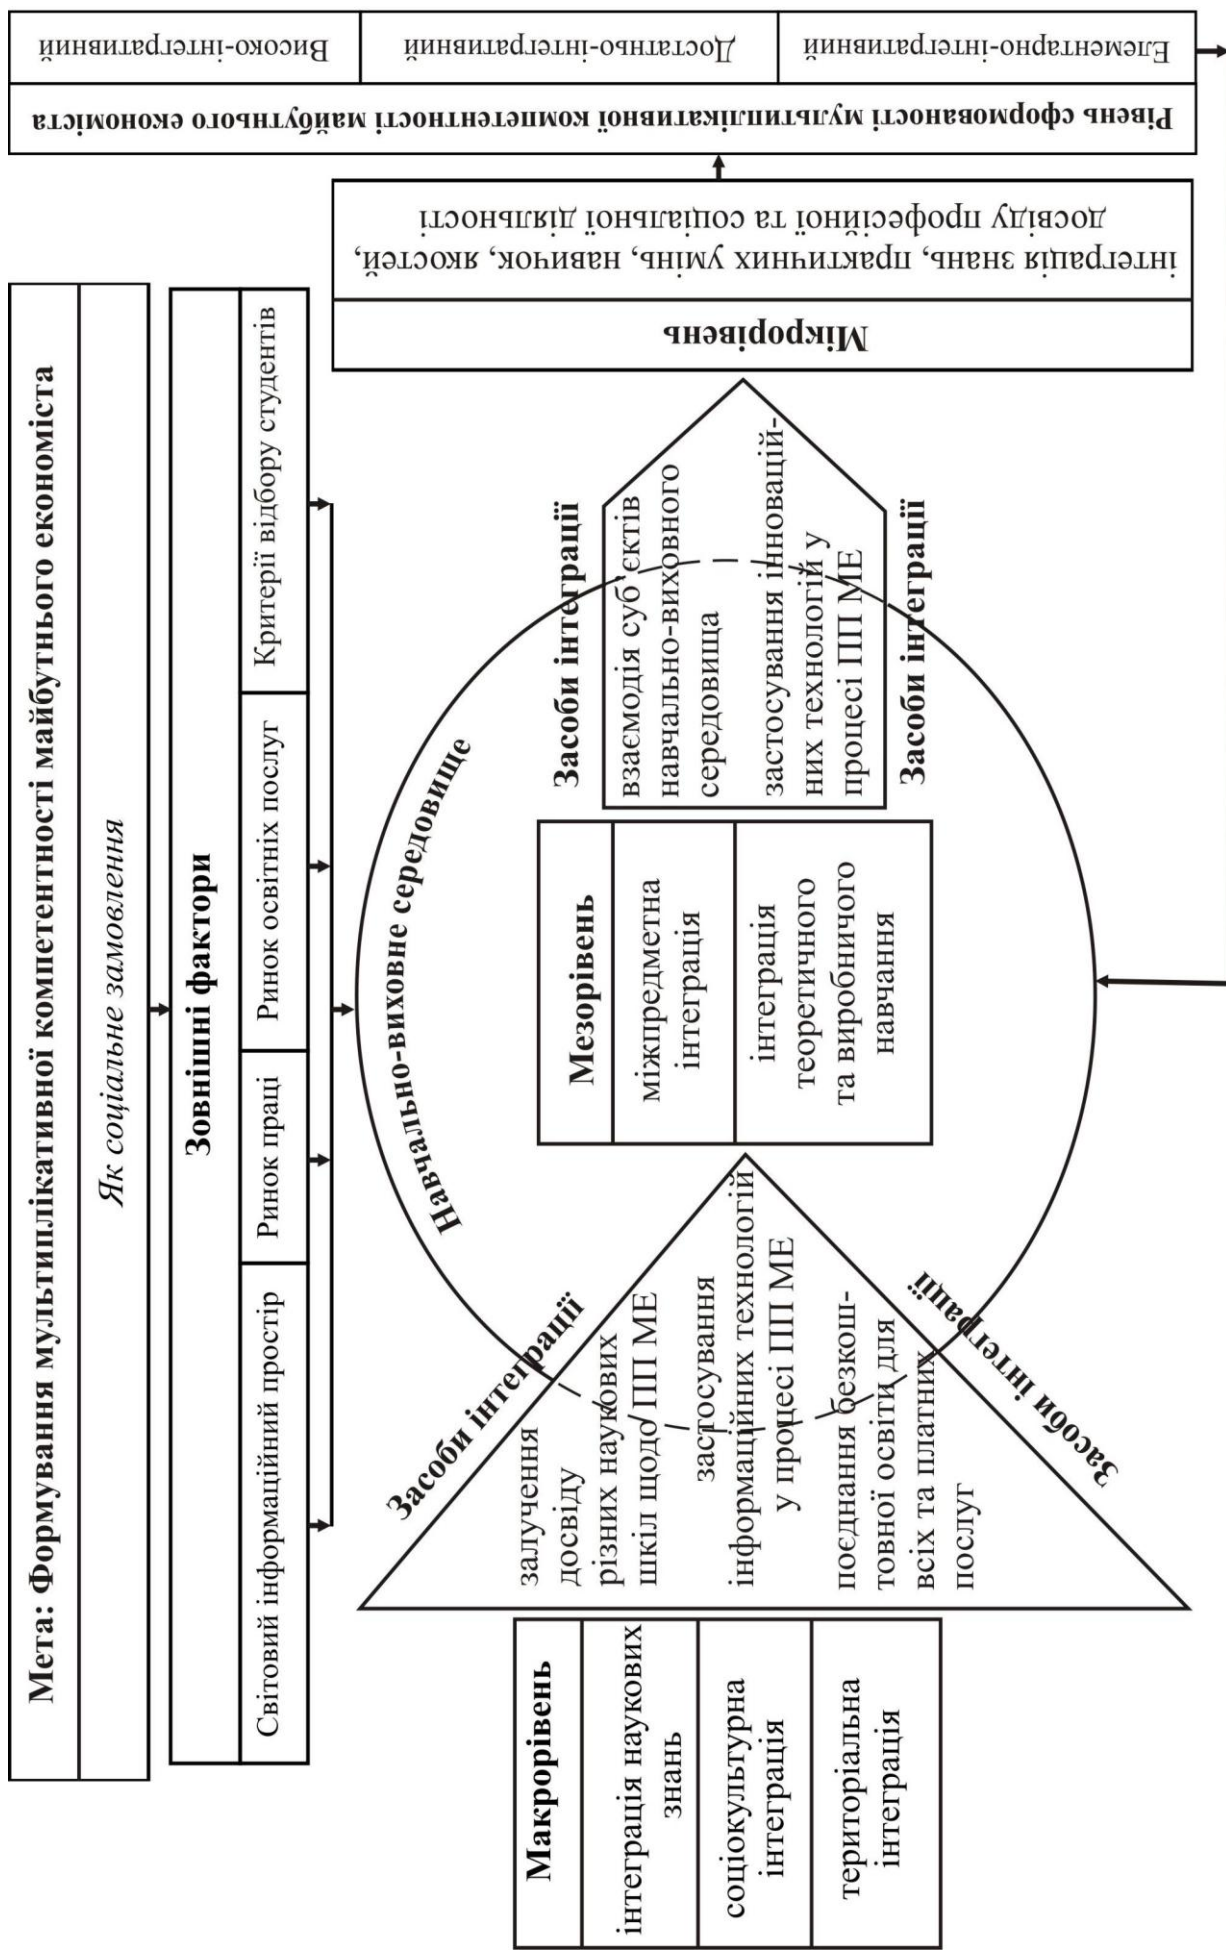 Мета: Формування мультиплікативної компетентності майбутнього економіста
Як соціальне замовлення
Зовнішні фактори
Світовий інформаційний простір
Ринок праці
Ринок освітніх послуг
Критерії відбору студентів
Навчально-виховне середовище
Макрорівень
інтеграція наукових
знань
соціокультурна
інтеграція
територіальна
інтеграція
Засоби інтеграції
залучення
досвіду
різних наукових
шкіл щодо ПП МЕ
застосування
інформаційних технологій
у процесі ПП МЕ
поєднання безкош-
товної освіти для
всіх та платних
послуг
Засоби інтеграції
Мезорівень
міжпредметна
інтеграція
інтеграція
теоретичного
та виробничого
навчання
Засоби інтеграції
взаємодія суб'єктів
навчально-виховного
середовища
застосування інновацій-
них технологій у
процесі ПП МЕ
Засоби інтеграції
Мікрорівень
інтеграція знань, практичних умінь, навичок, якостей,
досвіду професійної та соціальної діяльності
Рівень сформованості мультиплікативної компетентності майбутнього економіста
Елементарно-інтегративний
Достатньо-інтегративний
Високо-інтегративний